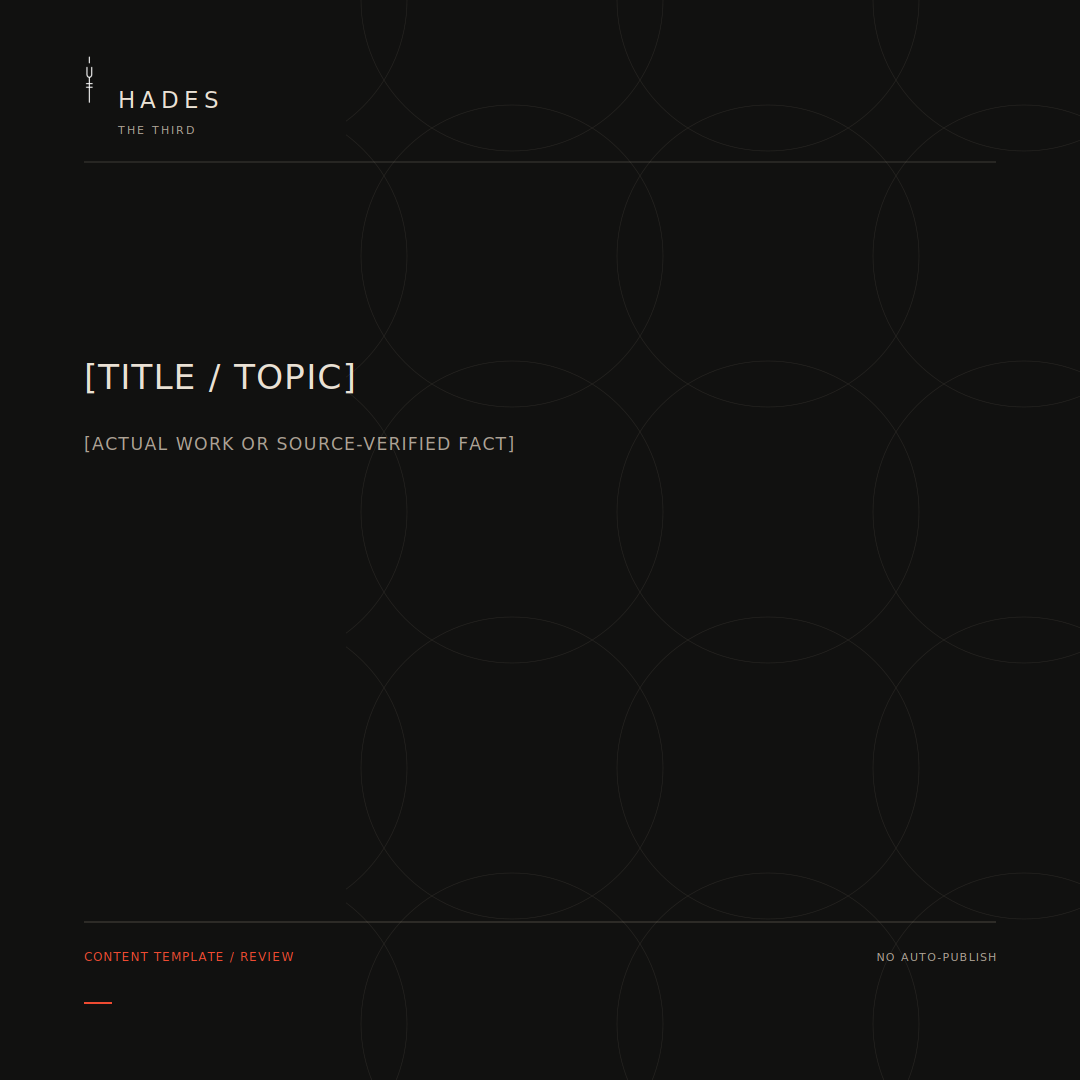 HADES
THE THIRD
[TITLE / TOPIC]
[ACTUAL WORK OR SOURCE-VERIFIED FACT]
CONTENT TEMPLATE / REVIEW
NO AUTO-PUBLISH